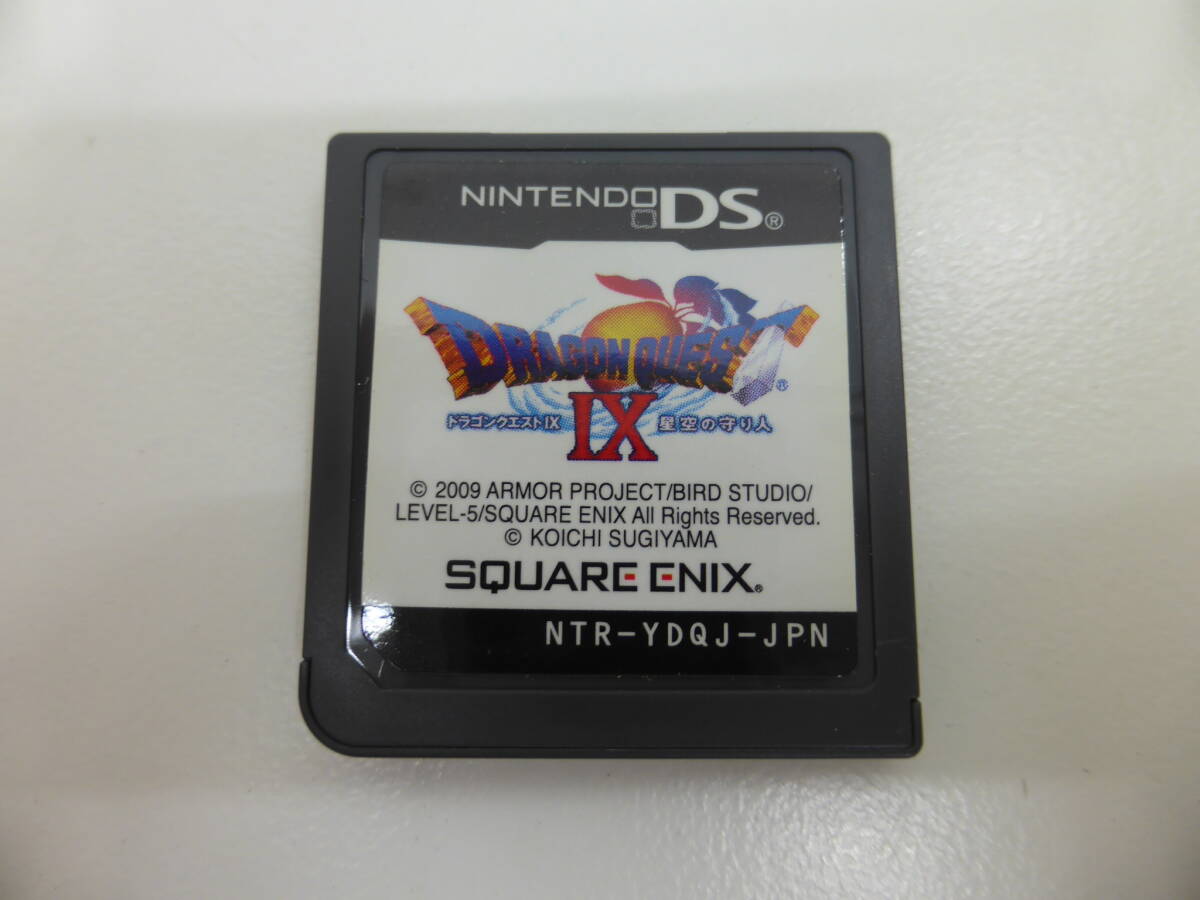 NINTENDO DS®
DRAGON QUEST®
ドラゴンクエストIX IX 星空の守り人
© 2009 ARMOR PROJECT/BIRD STUDIO/
LEVEL-5/SQUARE ENIX All Rights Reserved.
© KOICHI SUGIYAMA
SQUARE ENIX®
NTR-YDQJ-JPN